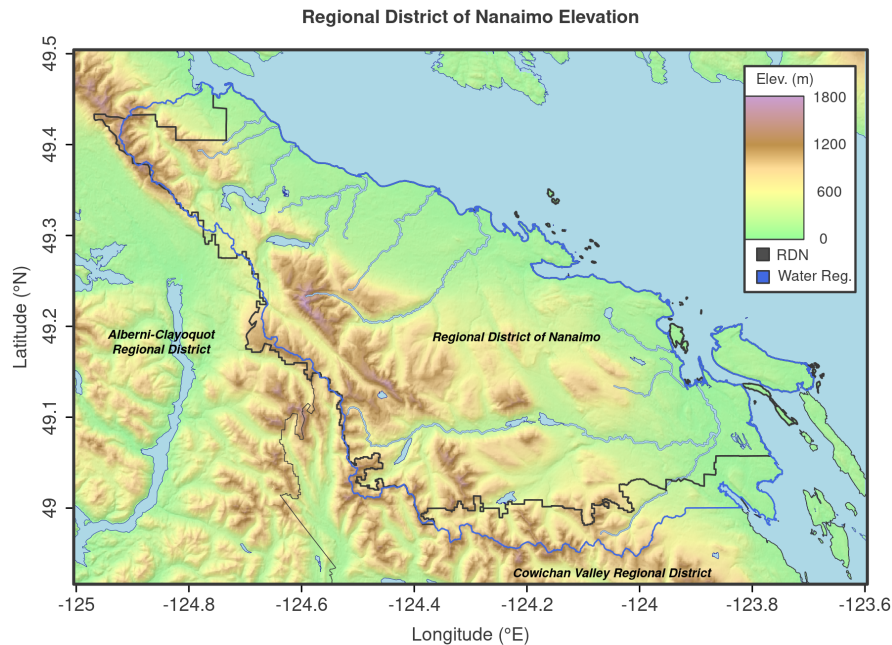 Regional District of Nanaimo Elevation
49.5
49.4
49.3
49.2
49.1
49
Latitude (°N)
Elev. (m)
1800
1200
600
0
RDN
Water Reg.
Alberni-Clayoquot
Regional District
Regional District of Nanaimo
Cowichan Valley Regional District
-125
-124.8
-124.6
-124.4
-124.2
-124
-123.8
-123.6
Longitude (°E)